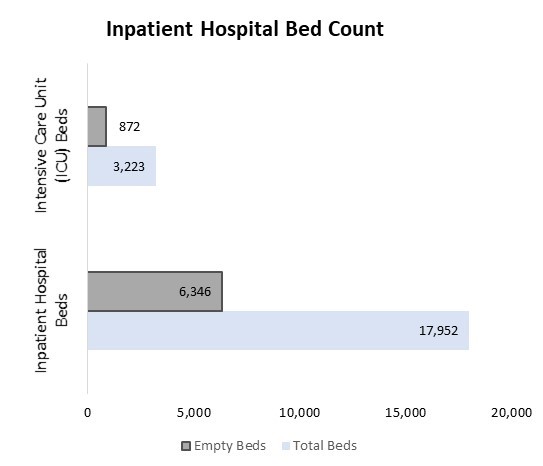 Inpatient Hospital Bed Count
Intensive Care Unit
(ICU) Beds
872
3,223
Inpatient Hospital
Beds
6,346
17,952
0 5,000 10,000 15,000 20,000
Empty Beds Total Beds